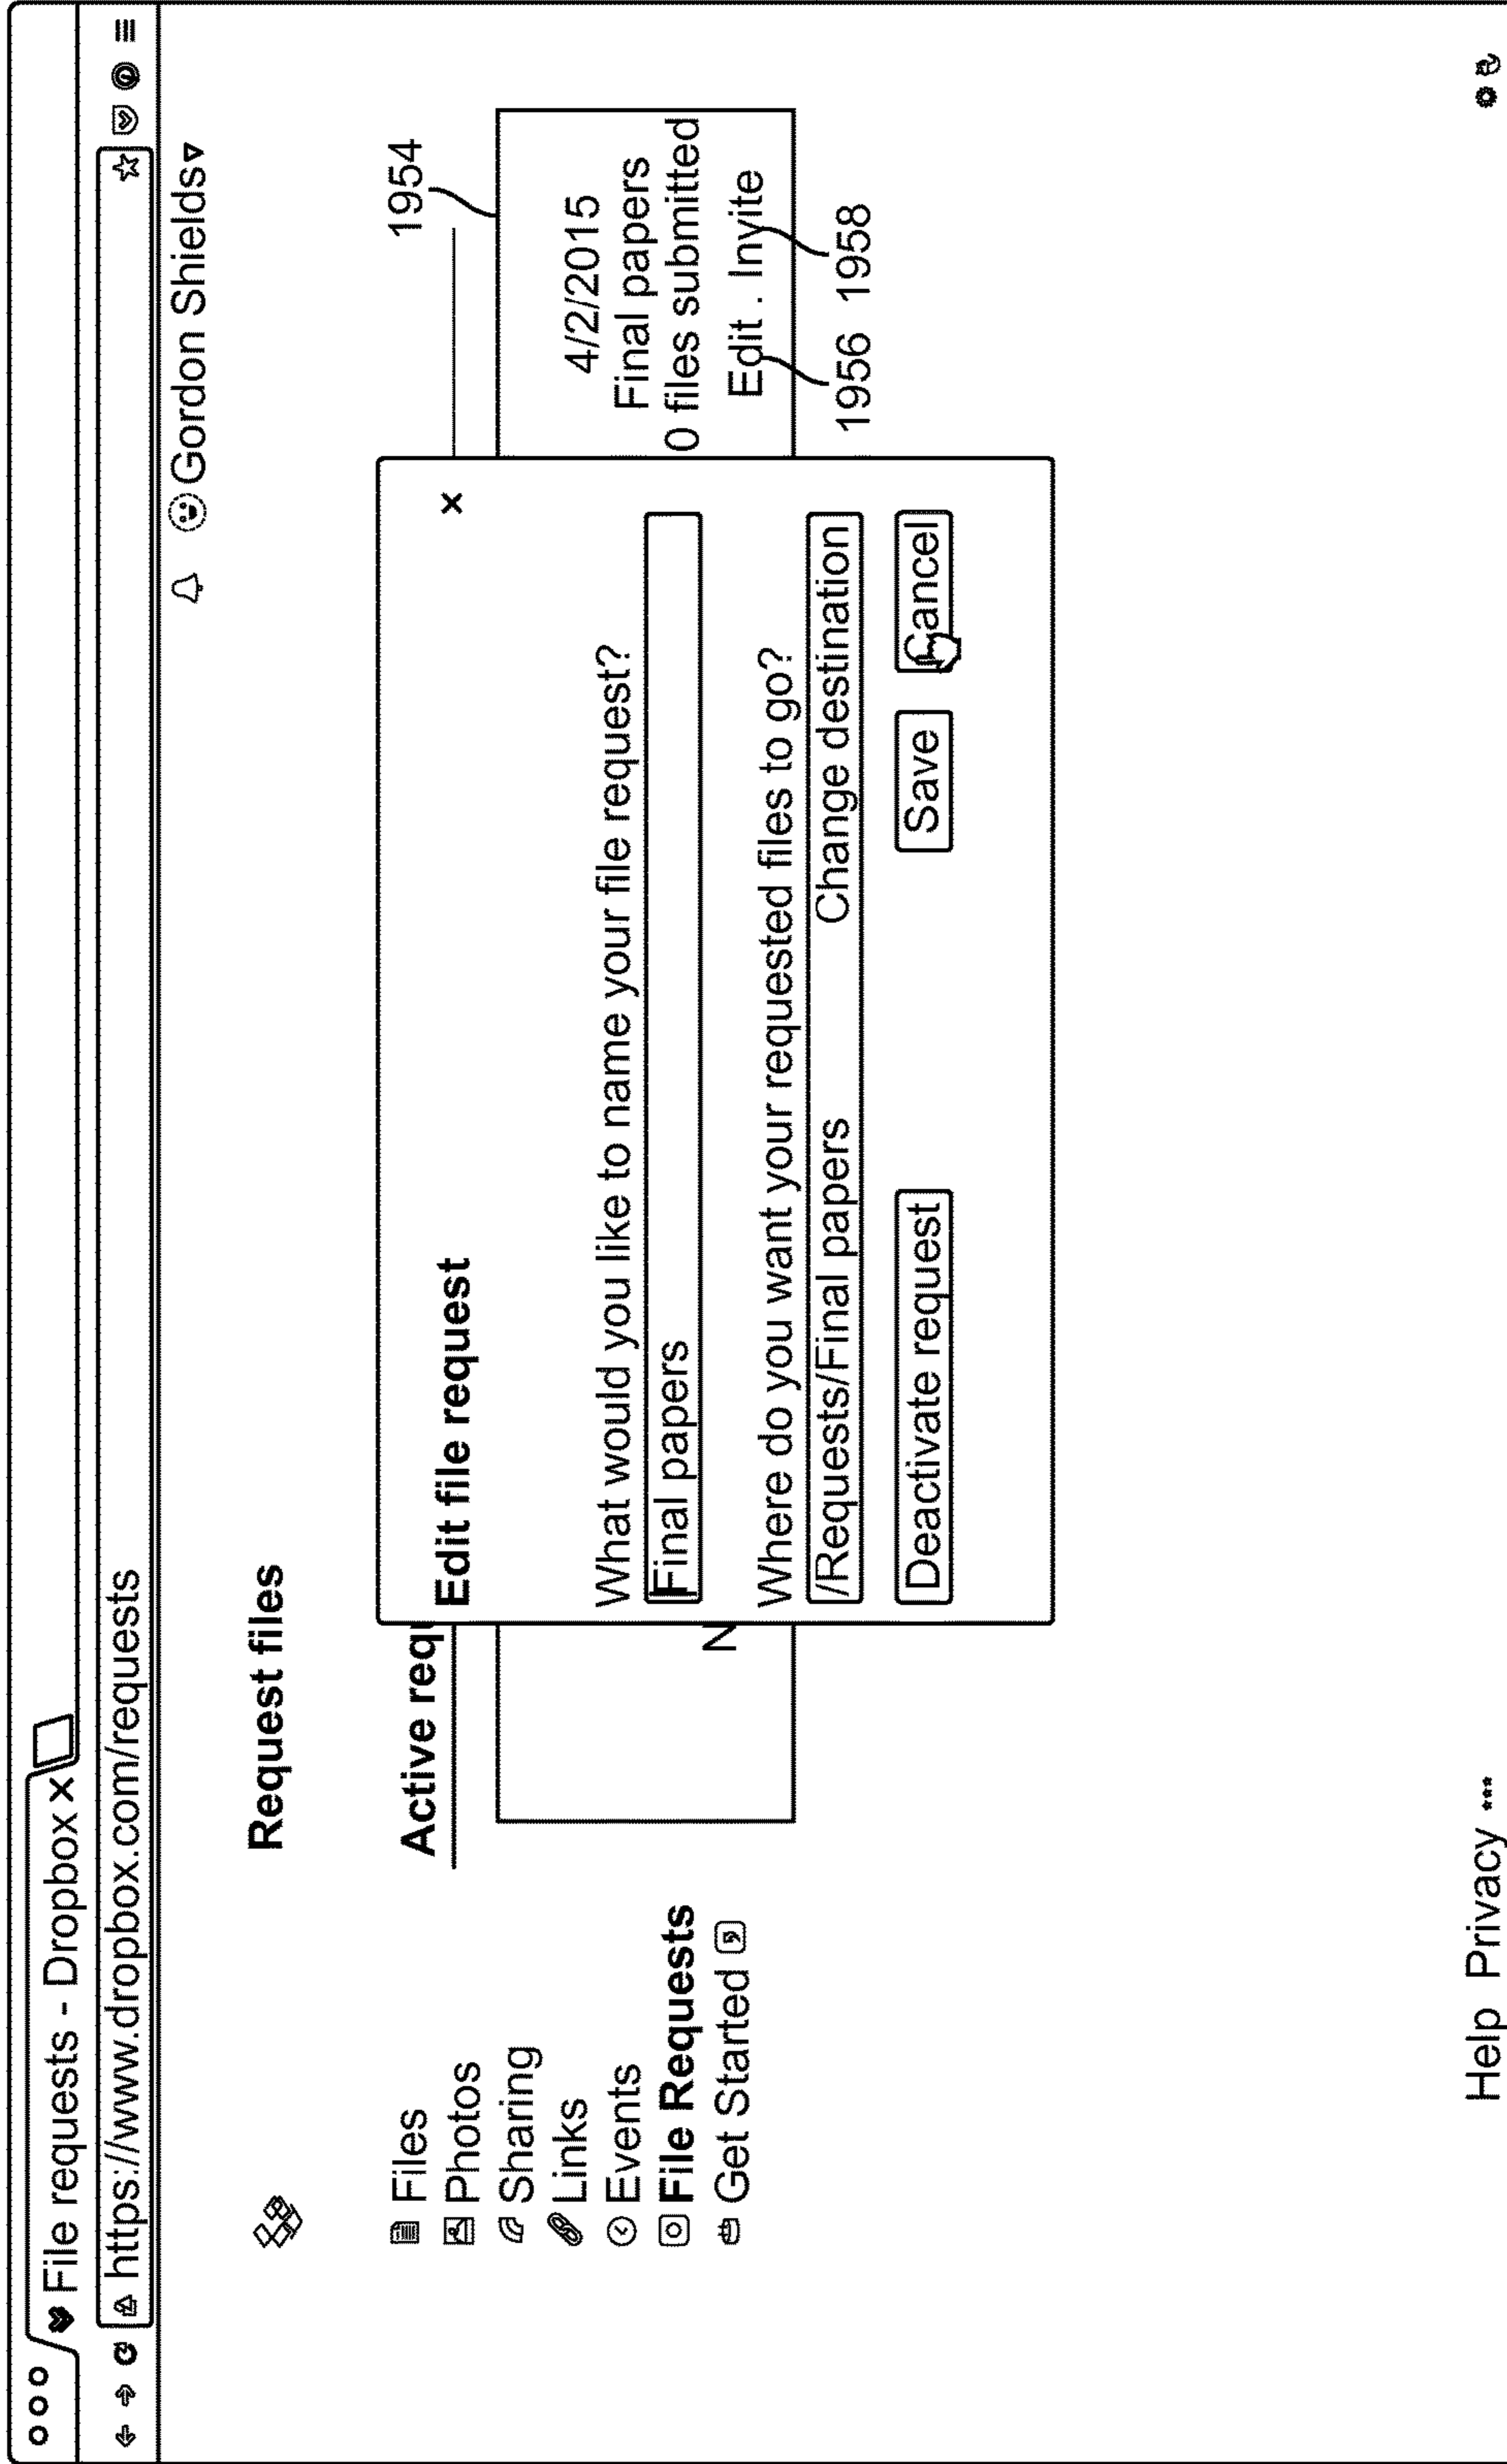 File requests - Dropbox
https://www.dropbox.com/requests
Gordon Shields
Request files
Files
Photos
Sharing
Links
Events
File Requests
Get Started
Active requ
1954
4/2/2015
Final papers
0 files submitted
N
Edit . Invite
1956 1958
Edit file request
x
What would you like to name your file request?
Final papers
Where do you want your requested files to go?
/Requests/Final papers Change destination
Deactivate request Save Cancel
Help Privacy ***